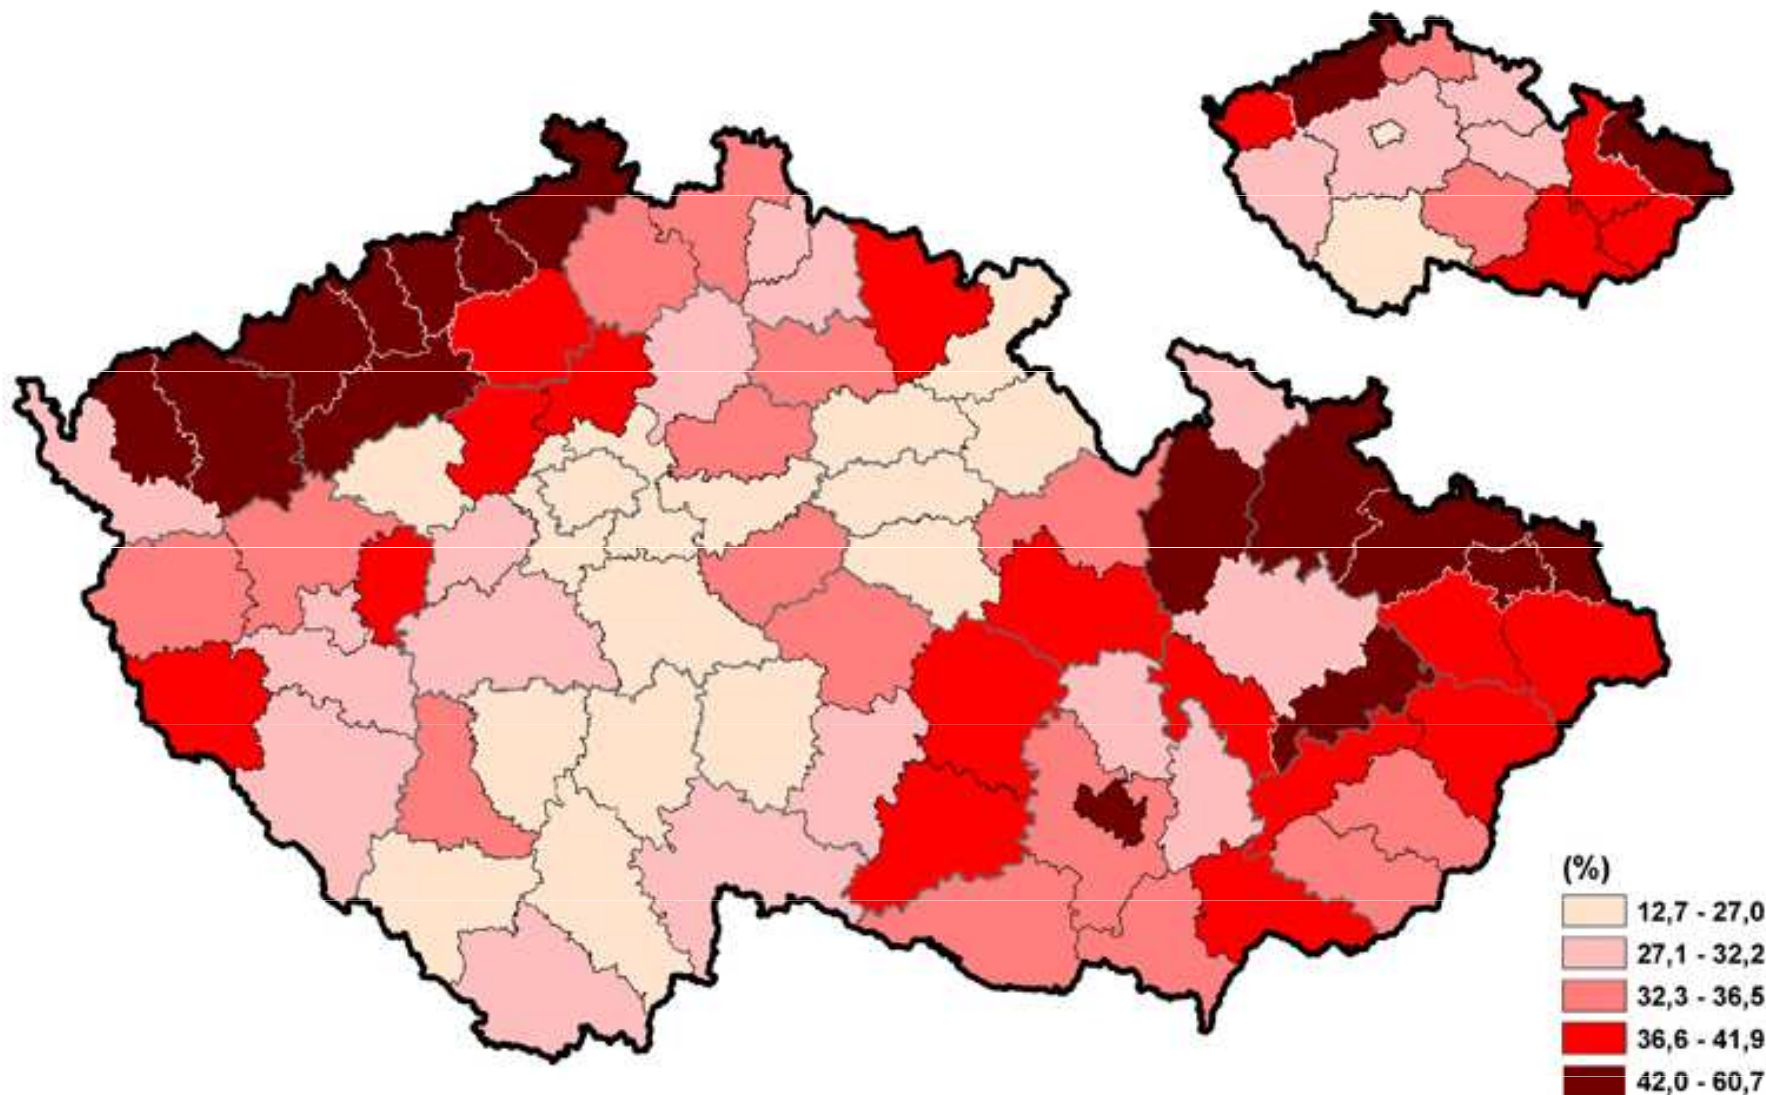 (%)
12,7 - 27,0
27,1 - 32,2
32,3 - 36,5
36,6 - 41,9
42,0 - 60,7